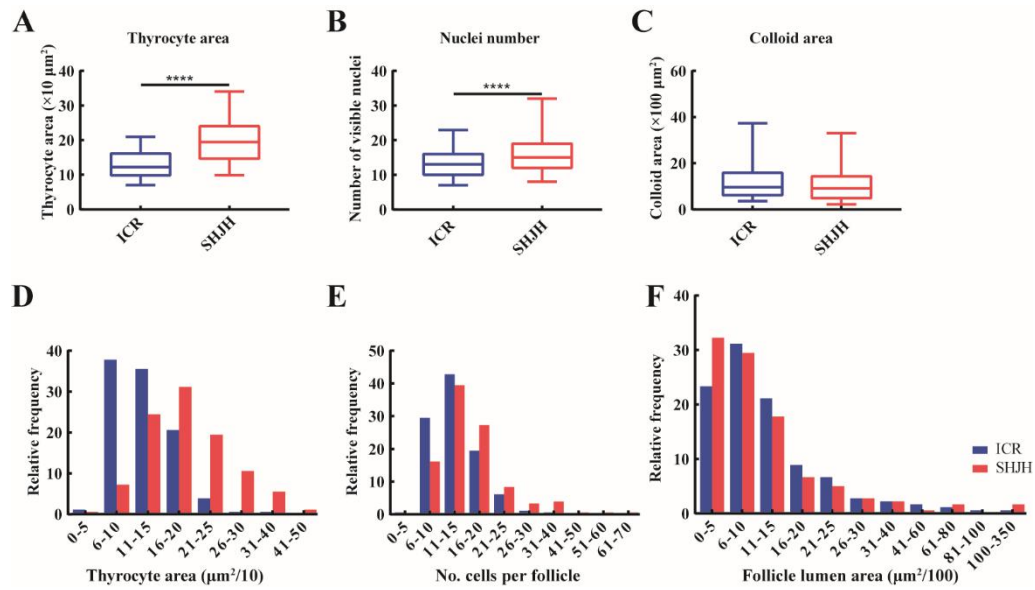 A
Thyrocyte area
Thyrocyte area (×10 μm²)
40
30
20
10
0
****
ICR
SHJH
B
Nuclei number
Number of visible nuclei
40
30
20
10
0
****
ICR
SHJH
C
Colloid area
Colloid area (×100 μm²)
60
40
20
0
ICR
SHJH
D
Relative frequency
40
30
20
10
0
0-5
6-10
11-15
16-20
21-25
26-30
31-40
41-50
Thyrocyte area (μm²/10)
E
Relative frequency
50
40
30
20
10
0
0-5
6-10
11-15
16-20
21-25
26-30
31-40
41-50
51-60
61-70
No. cells per follicle
F
Relative frequency
40
30
20
10
0
0-5
6-10
11-15
16-20
21-25
26-30
31-40
41-60
61-80
81-100
100-350
Follicle lumen area (μm²/100)
ICR
SHJH